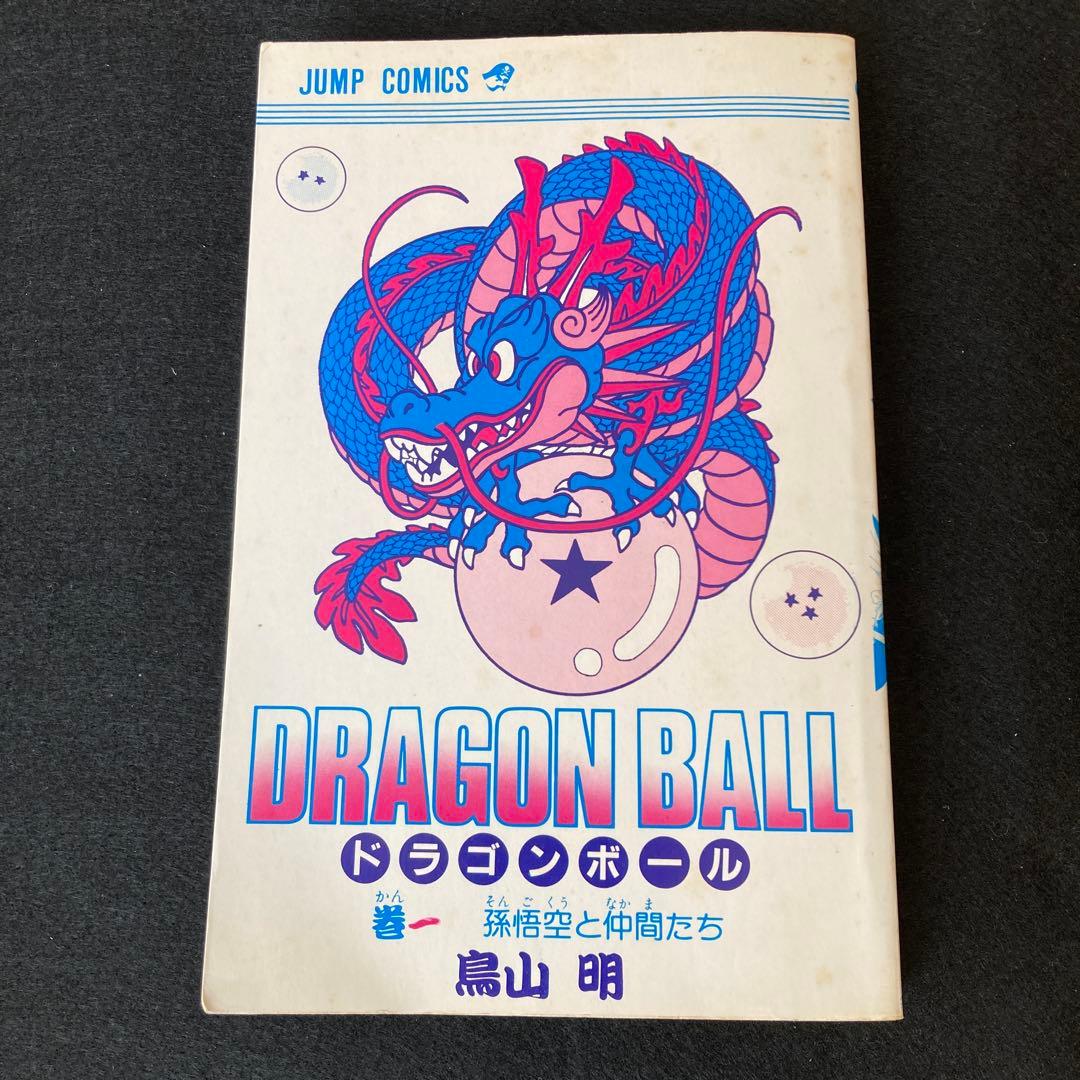 JUMP COMICS
DRAGON BALL
ドラゴンボール
かん そんごくう なかま
巻一 孫悟空と仲間たち
鳥山 明